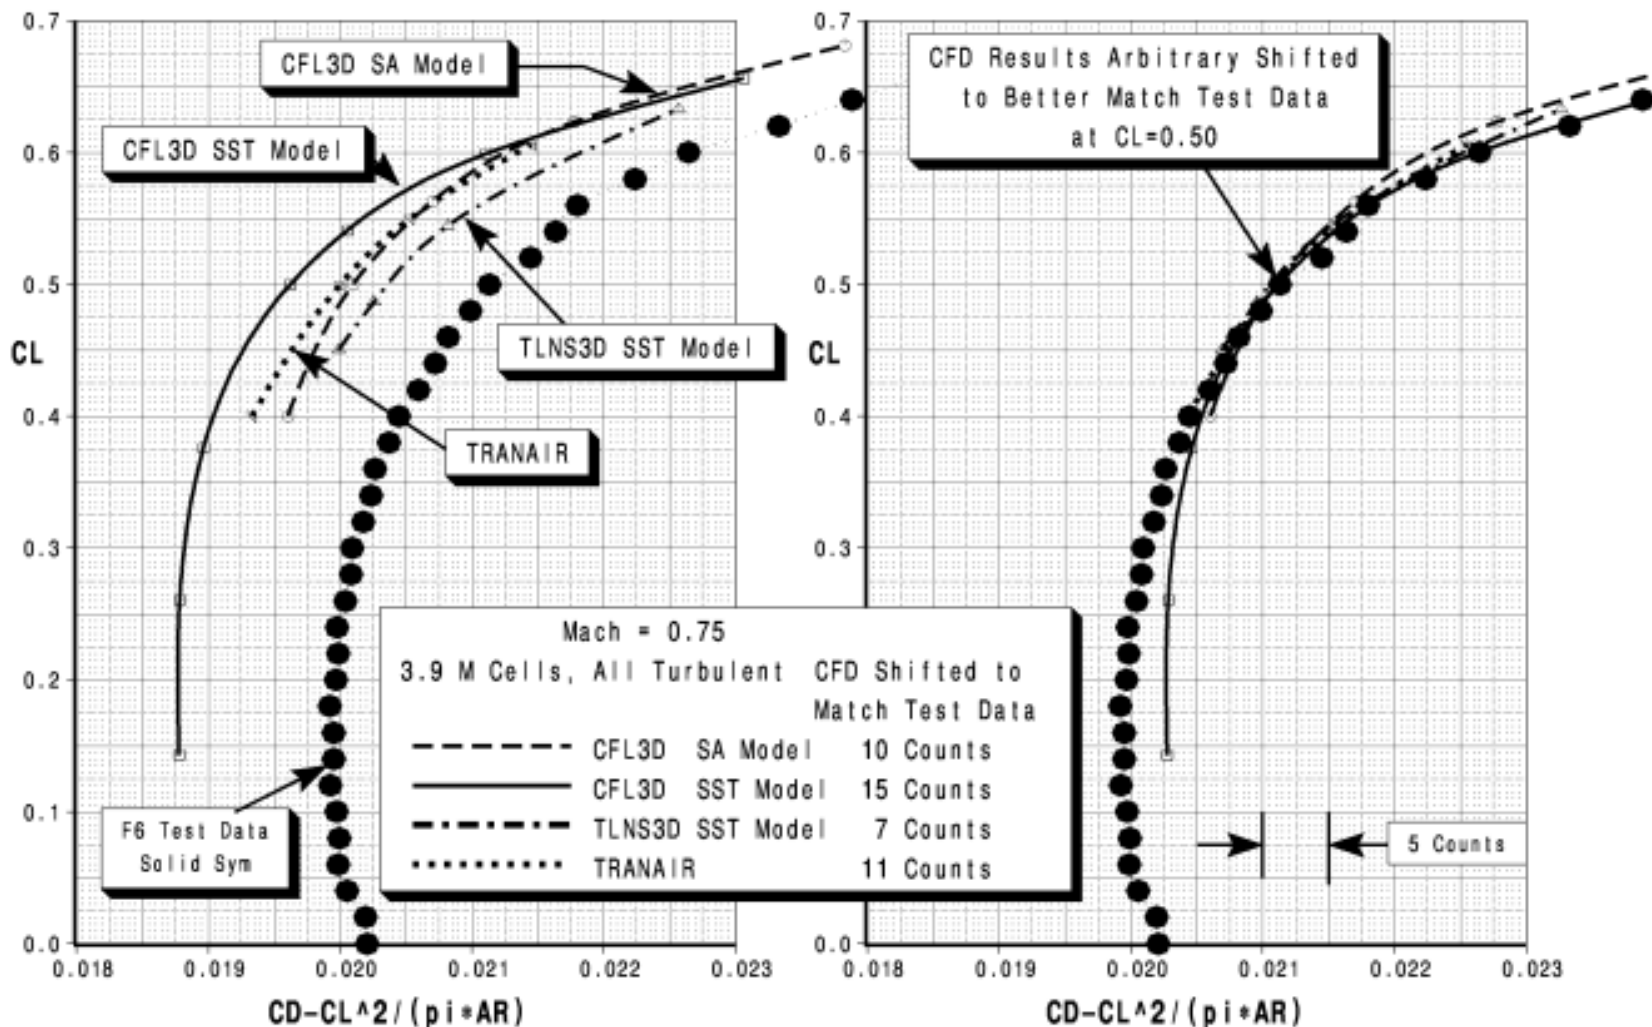 0.7
0.6
0.5
CL
0.4
0.3
0.2
0.1
0.0
0.018
0.019
0.020
0.021
0.022
0.023
CD-CL^2/(pi*AR)
CFL3D SA Model
CFL3D SST Model
TLNS3D SST Model
TRANAIR
F6 Test Data
Solid Sym
Mach = 0.75
3.9 M Cells, All Turbulent CFD Shifted to
Match Test Data
CFL3D SA Model 10 Counts
CFL3D SST Model 15 Counts
TLNS3D SST Model 7 Counts
TRANAIR 11 Counts
0.7
0.6
0.5
CL
0.4
0.3
0.2
0.1
0.0
0.018
0.019
0.020
0.021
0.022
0.023
CD-CL^2/(pi*AR)
CFD Results Arbitrary Shifted
to Better Match Test Data
at CL=0.50
5 Counts